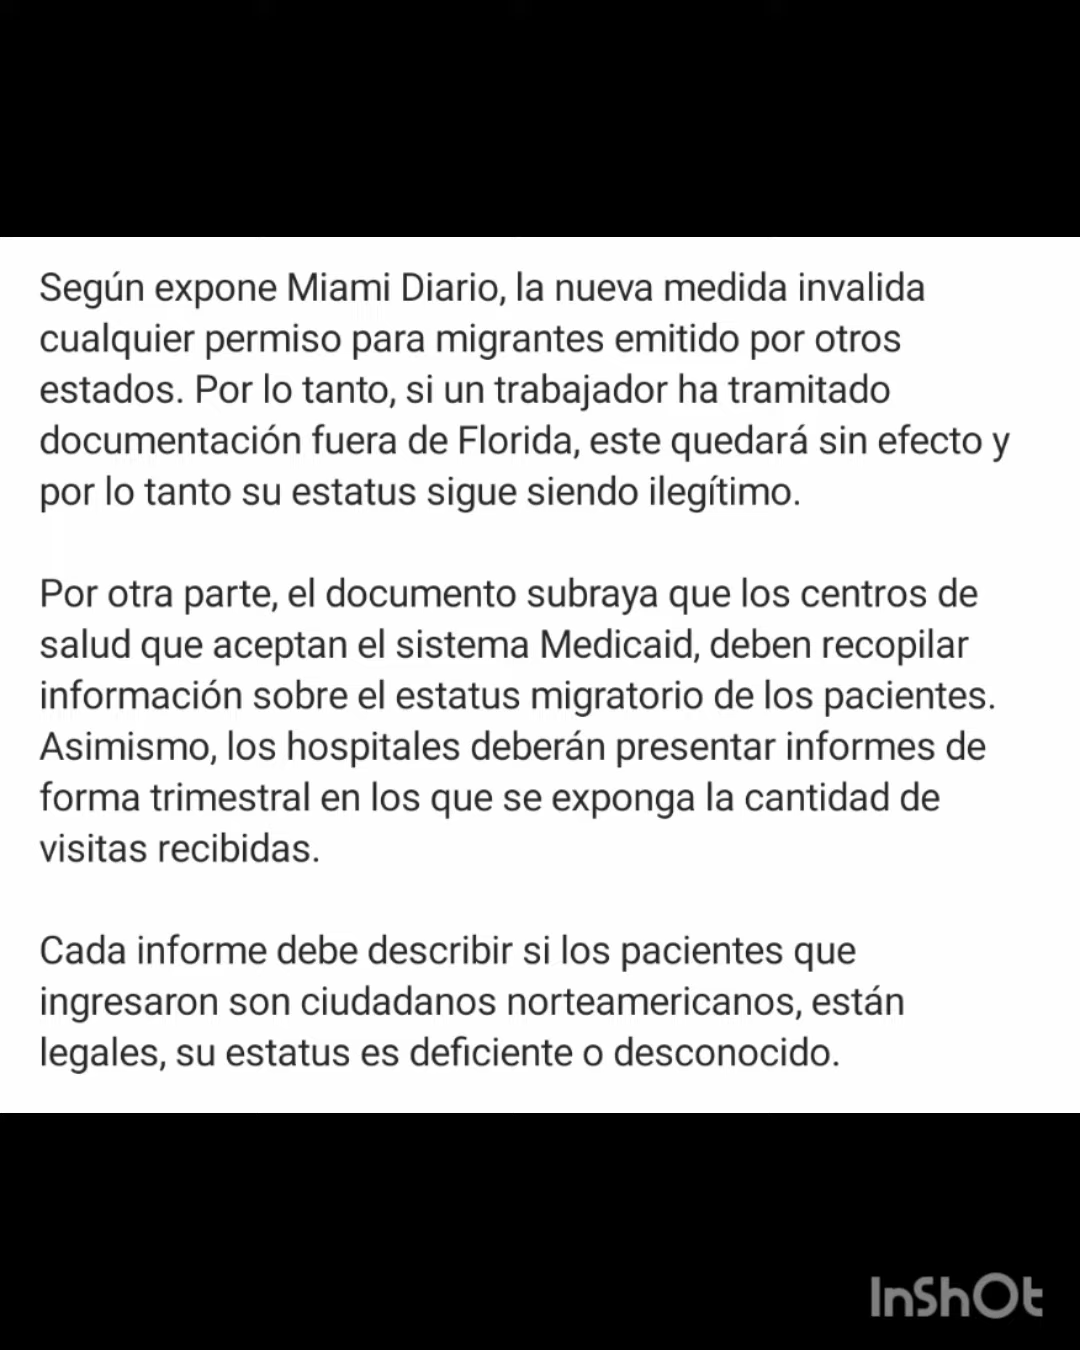 Según expone Miami Diario, la nueva medida invalida
cualquier permiso para migrantes emitido por otros
estados. Por lo tanto, si un trabajador ha tramitado
documentación fuera de Florida, este quedará sin efecto y
por lo tanto su estatus sigue siendo ilegítimo.
Por otra parte, el documento subraya que los centros de
salud que aceptan el sistema Medicaid, deben recopilar
información sobre el estatus migratorio de los pacientes.
Asimismo, los hospitales deberán presentar informes de
forma trimestral en los que se exponga la cantidad de
visitas recibidas.
Cada informe debe describir si los pacientes que
ingresaron son ciudadanos norteamericanos, están
legales, su estatus es deficiente o desconocido.
InShOt